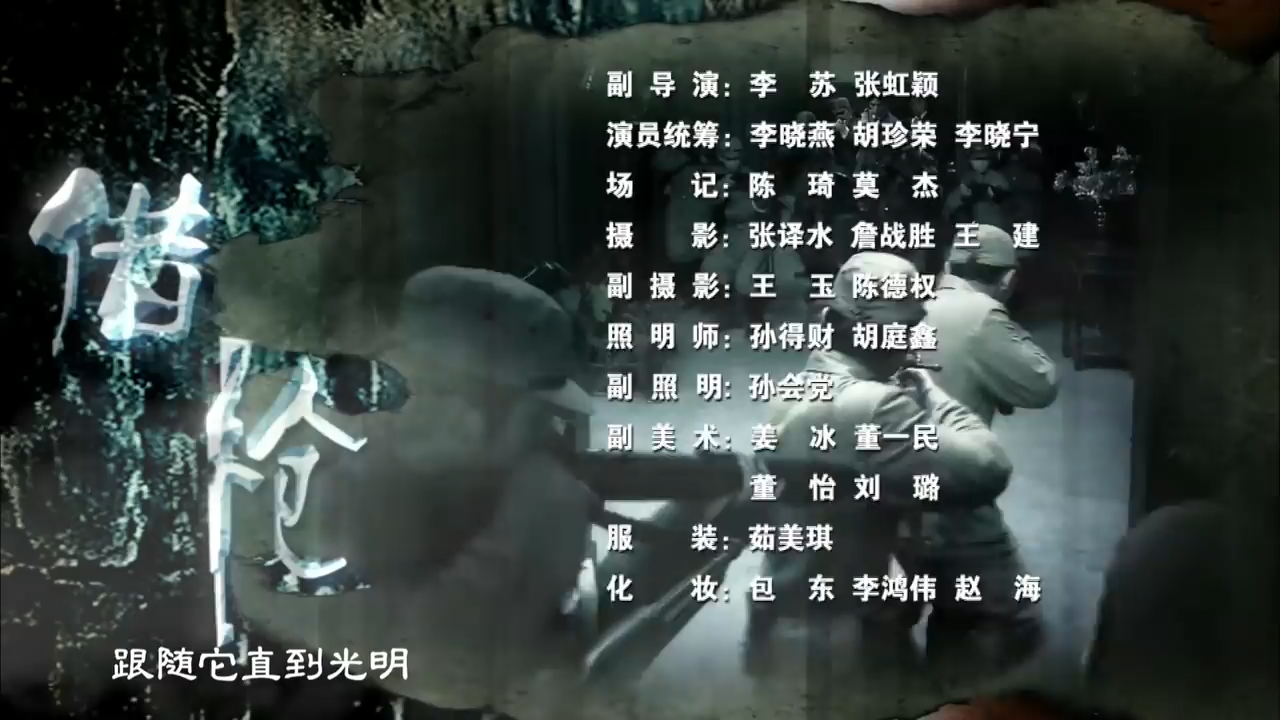 借枪
副导演：李苏 张虹颖
演员统筹：李晓燕 胡珍荣 李晓宁
场记：陈琦 莫杰
摄影：张译水 詹战胜 王建
副摄影：王玉 陈德权
照明师：孙得财 胡庭鑫
副照明：孙会党
副美术：姜冰 董一民
董怡 刘璐
服装：茹美琪
化妆：包东 李鸿伟 赵海
跟随它直到光明